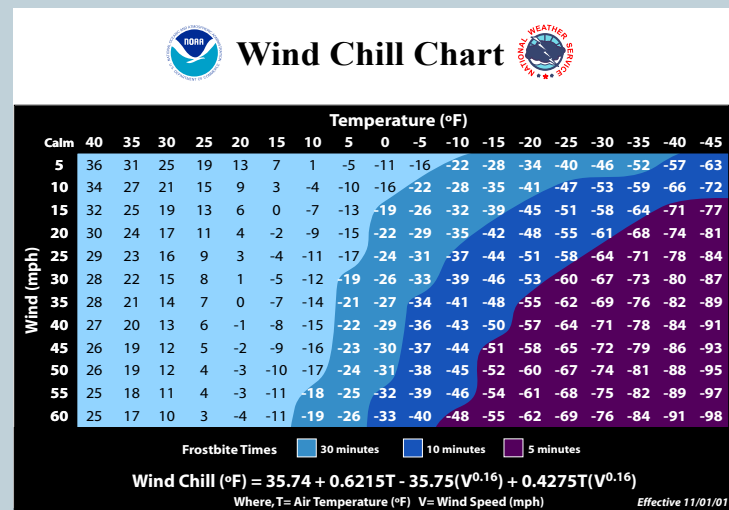 NOAA
Wind Chill Chart
NATIONAL WEATHER SERVICE
Temperature (ºF)
Calm 40 35 30 25 20 15 10 5 0 -5 -10 -15 -20 -25 -30 -35 -40 -45
Wind (mph)
5 36 31 25 19 13 7 1 -5 -11 -16 -22 -28 -34 -40 -46 -52 -57 -63
10 34 27 21 15 9 3 -4 -10 -16 -22 -28 -35 -41 -47 -53 -59 -66 -72
15 32 25 19 13 6 0 -7 -13 -19 -26 -32 -39 -45 -51 -58 -64 -71 -77
20 30 24 17 11 4 -2 -9 -15 -22 -29 -35 -42 -48 -55 -61 -68 -74 -81
25 29 23 16 9 3 -4 -11 -17 -24 -31 -37 -44 -51 -58 -64 -71 -78 -84
30 28 22 15 8 1 -5 -12 -19 -26 -33 -39 -46 -53 -60 -67 -73 -80 -87
35 28 21 14 7 0 -7 -14 -21 -27 -34 -41 -48 -55 -62 -69 -76 -82 -89
40 27 20 13 6 -1 -8 -15 -22 -29 -36 -43 -50 -57 -64 -71 -78 -84 -91
45 26 19 12 5 -2 -9 -16 -23 -30 -37 -44 -51 -58 -65 -72 -79 -86 -93
50 26 19 12 4 -3 -10 -17 -24 -31 -38 -45 -52 -60 -67 -74 -81 -88 -95
55 25 18 11 4 -3 -11 -18 -25 -32 -39 -46 -54 -61 -68 -75 -82 -89 -97
60 25 17 10 3 -4 -11 -19 -26 -33 -40 -48 -55 -62 -69 -76 -84 -91 -98
Frostbite Times 30 minutes 10 minutes 5 minutes
Wind Chill (ºF) = 35.74 + 0.6215T - 35.75(V0.16) + 0.4275T(V0.16)
Where, T= Air Temperature (ºF) V= Wind Speed (mph)
Effective 11/01/01